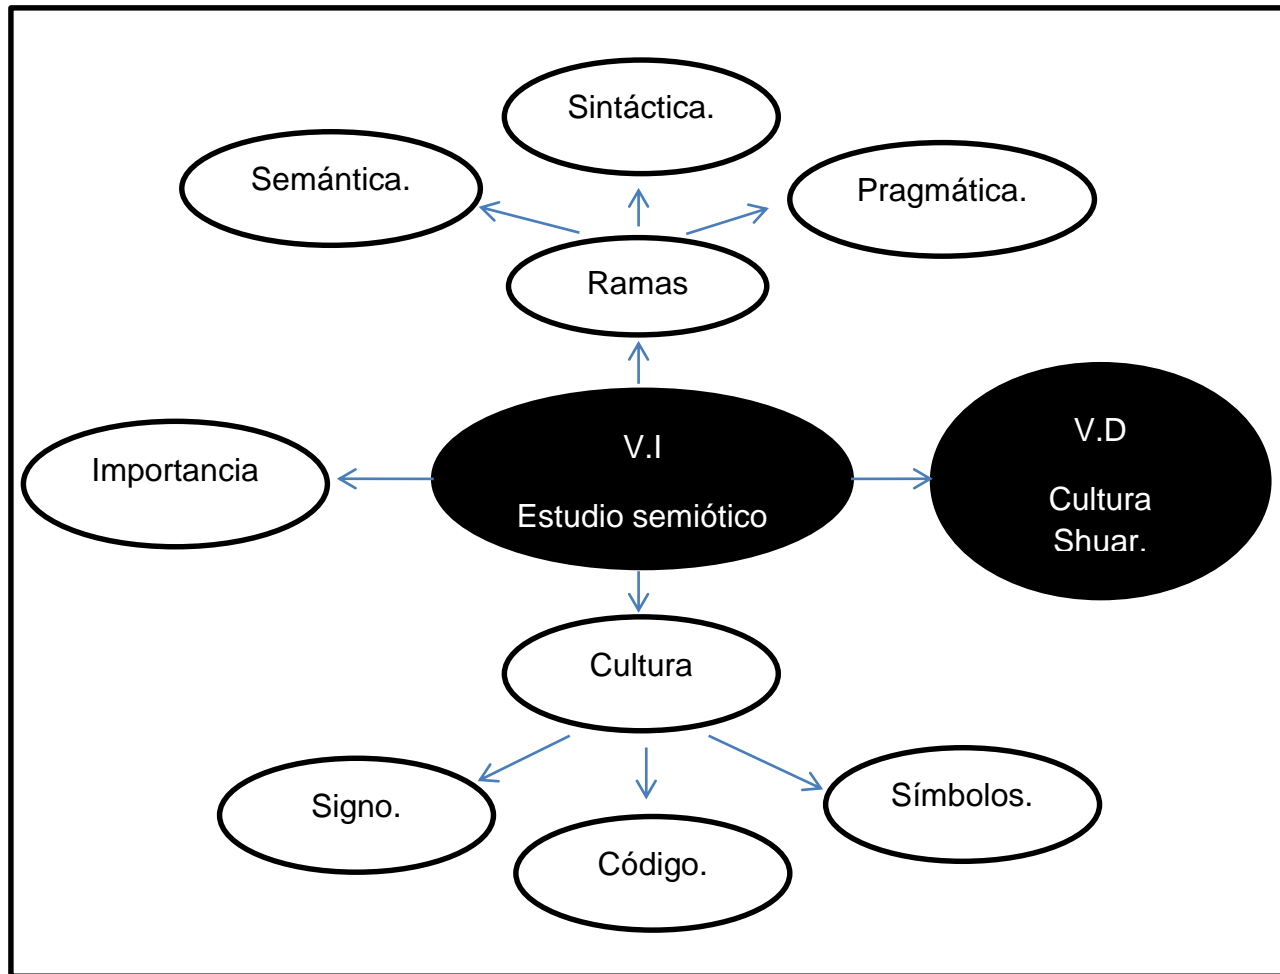 Sintáctica.
Semántica.
Pragmática.
Ramas
V.I
Estudio semiótico
V.D
Cultura
Shuar.
Importancia
Cultura
Signo.
Código.
Símbolos.